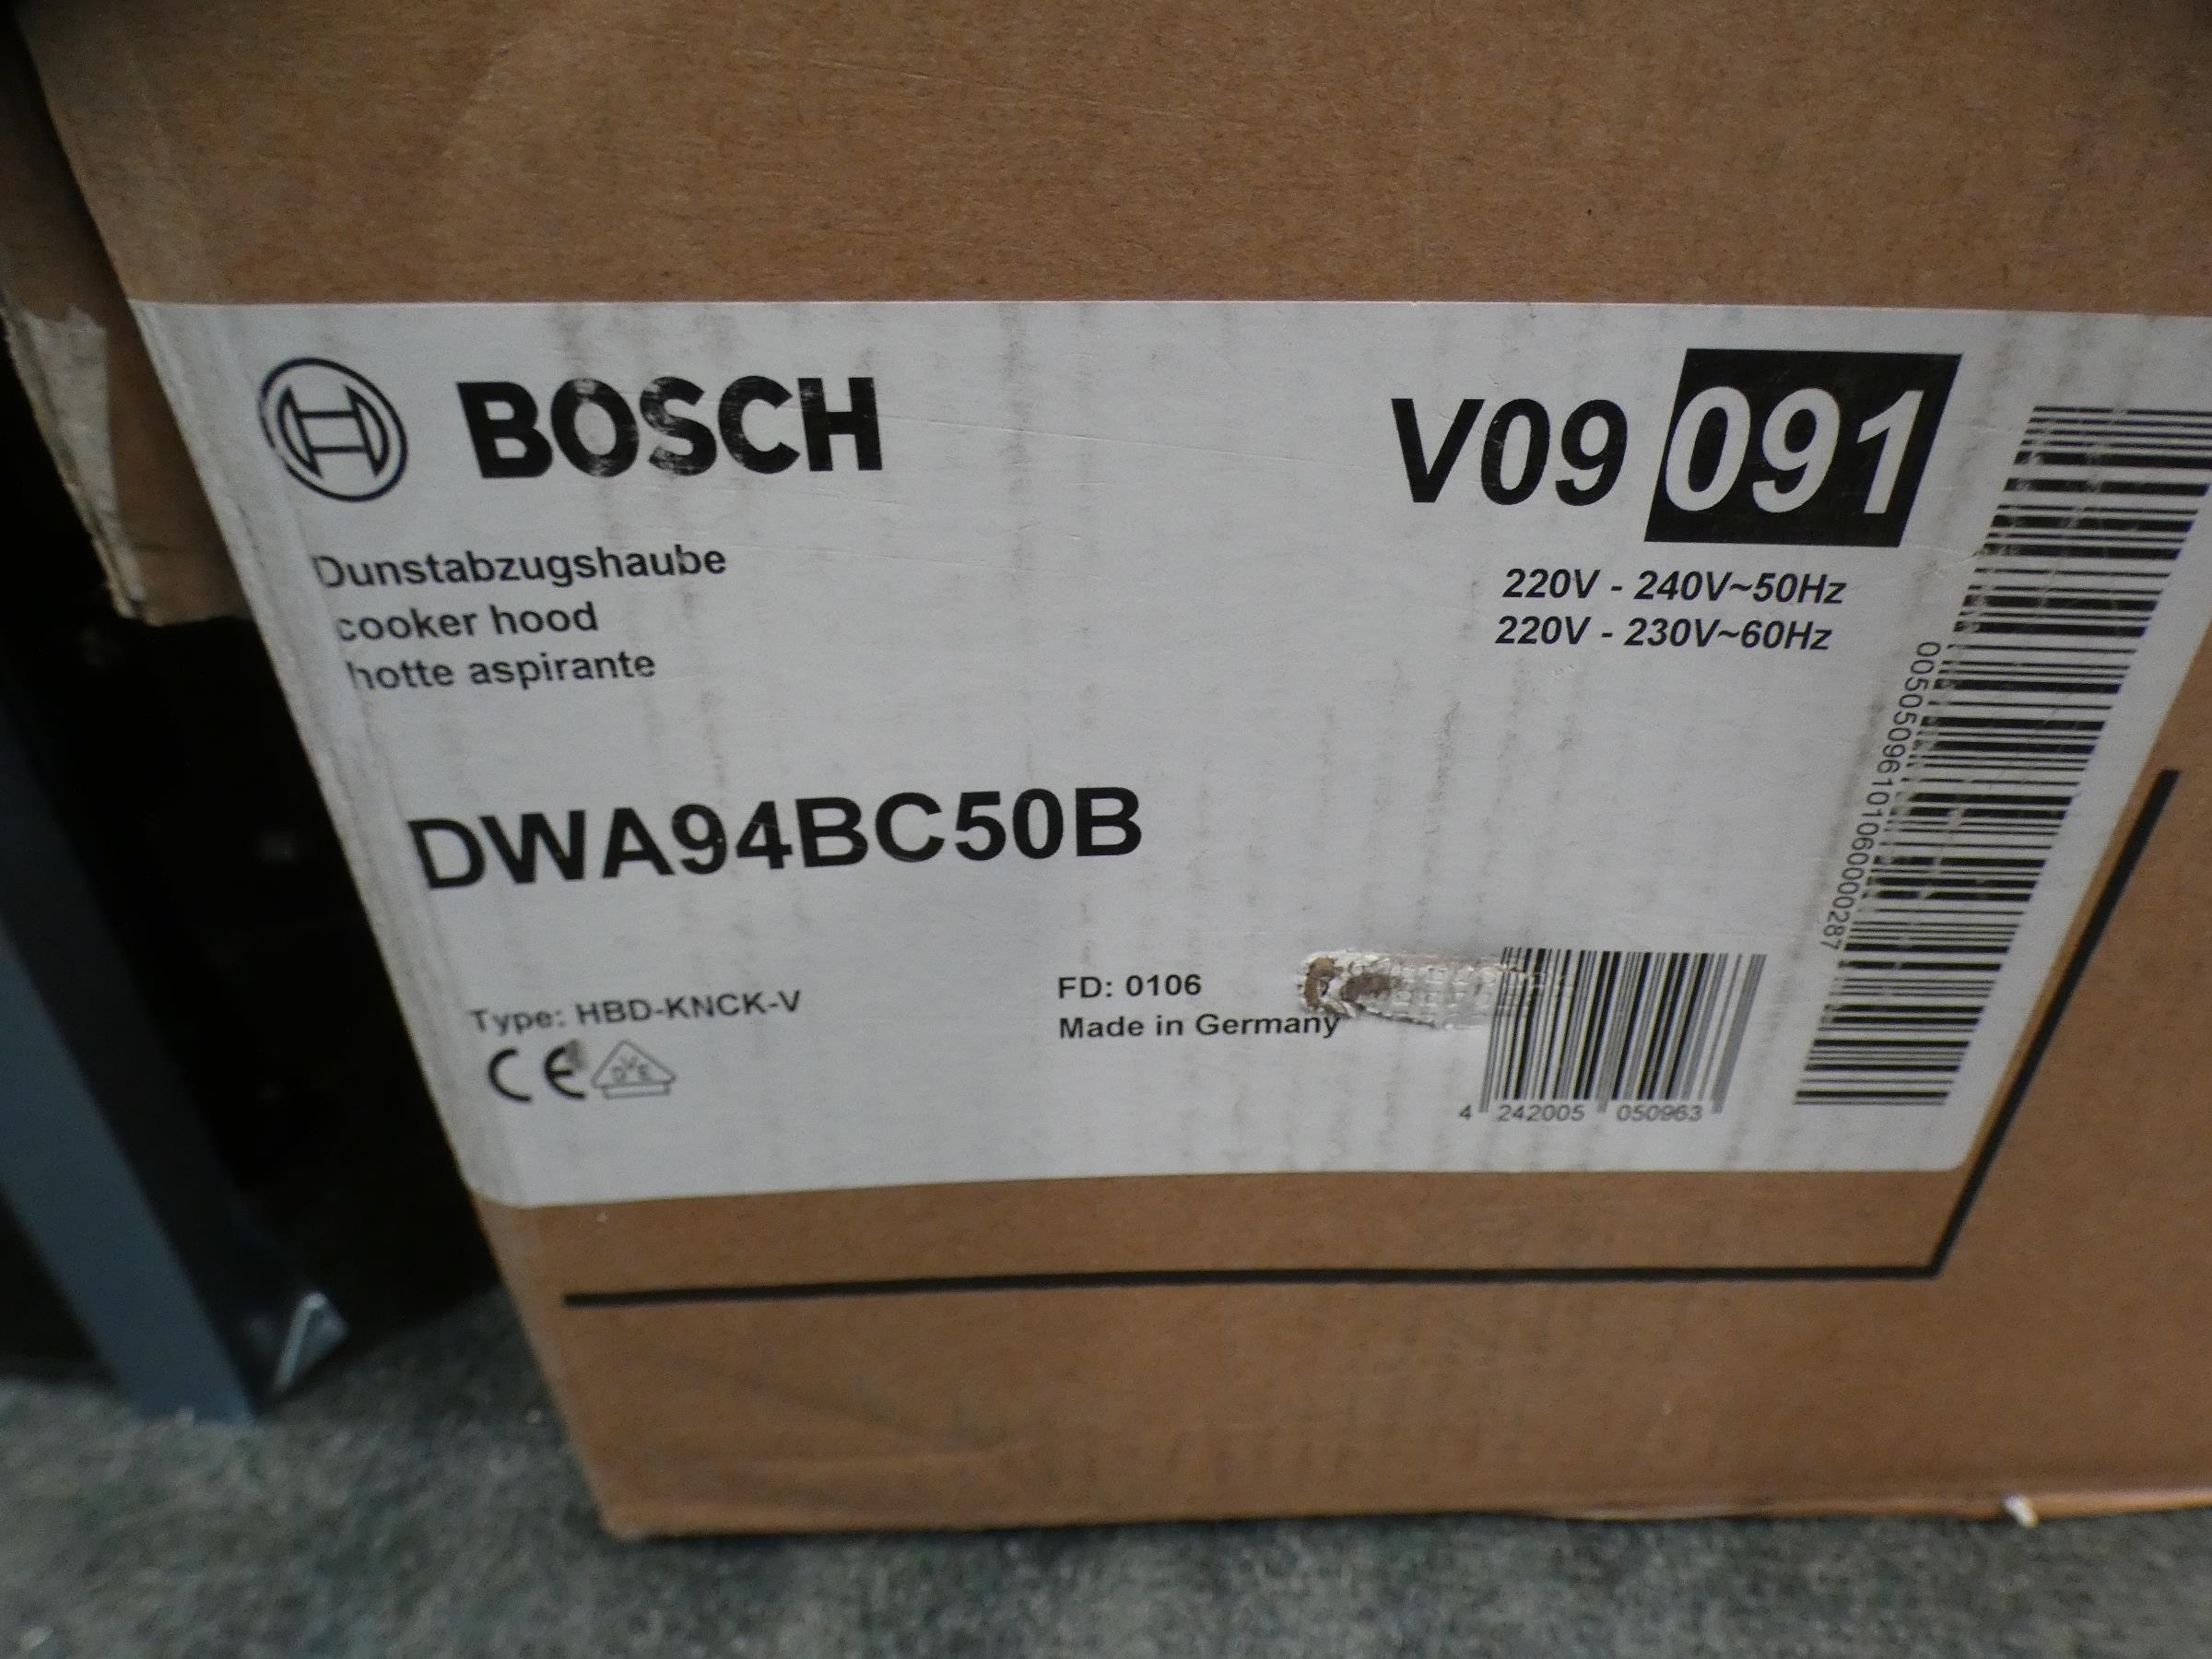 BOSCH
V09 091
Dunstabzugshaube
cooker hood
hotte aspirante
220V - 240V~50Hz
220V - 230V~60Hz
DWA94BC50B
Type: HBD-KNCK-V
CE
FD: 0106
Made in Germany
4 242005 050963